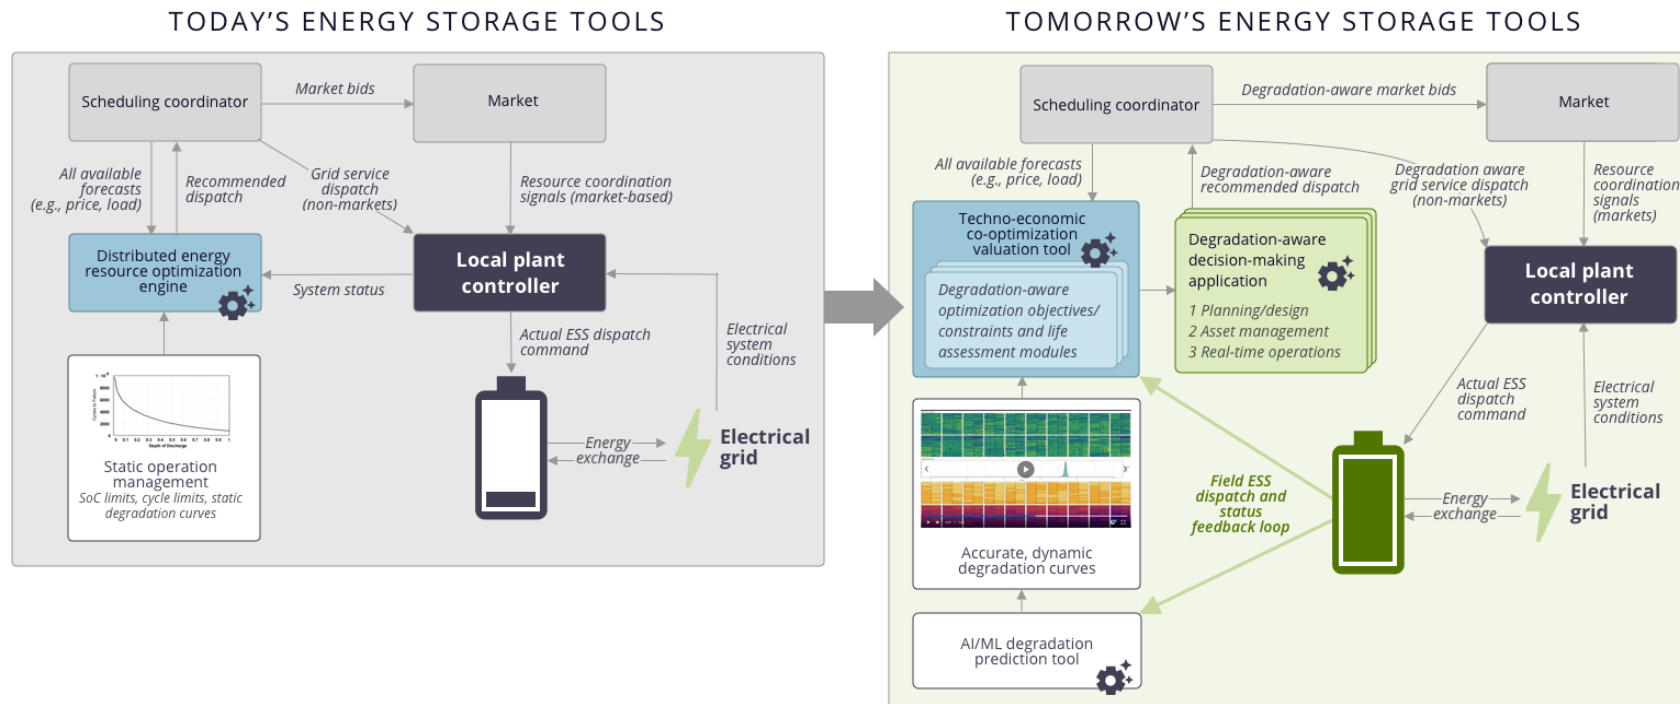 TODAY'S ENERGY STORAGE TOOLS
Scheduling coordinator
Market bids
Market
All available
forecasts
(e.g., price, load)
Recommended
dispatch
Grid service
dispatch
(non-markets)
Resource coordination
signals (market-based)
Distributed energy
resource optimization
engine
System status
Local plant
controller
Actual ESS dispatch
command
Electrical
system
conditions
Depth of Discharge
Static operation
management
SoC limits, cycle limits, static
degradation curves
Energy
exchange
Electrical
grid
TOMORROW'S ENERGY STORAGE TOOLS
Scheduling coordinator
Degradation-aware market bids
Market
All available forecasts
(e.g., price, load)
Degradation-aware
recommended dispatch
Degradation aware
grid service dispatch
(non-markets)
Resource
coordination
signals
(markets)
Techno-economic
co-optimization
valuation tool
Degradation-aware
optimization objectives/
constraints and life
assessment modules
Degradation-aware
decision-making
application
1 Planning/design
2 Asset management
3 Real-time operations
Local plant
controller
Actual ESS
dispatch
command
Electrical
system
conditions
Accurate, dynamic
degradation curves
Field ESS
dispatch and
status
feedback loop
Energy
exchange
Electrical
grid
AI/ML degradation
prediction tool